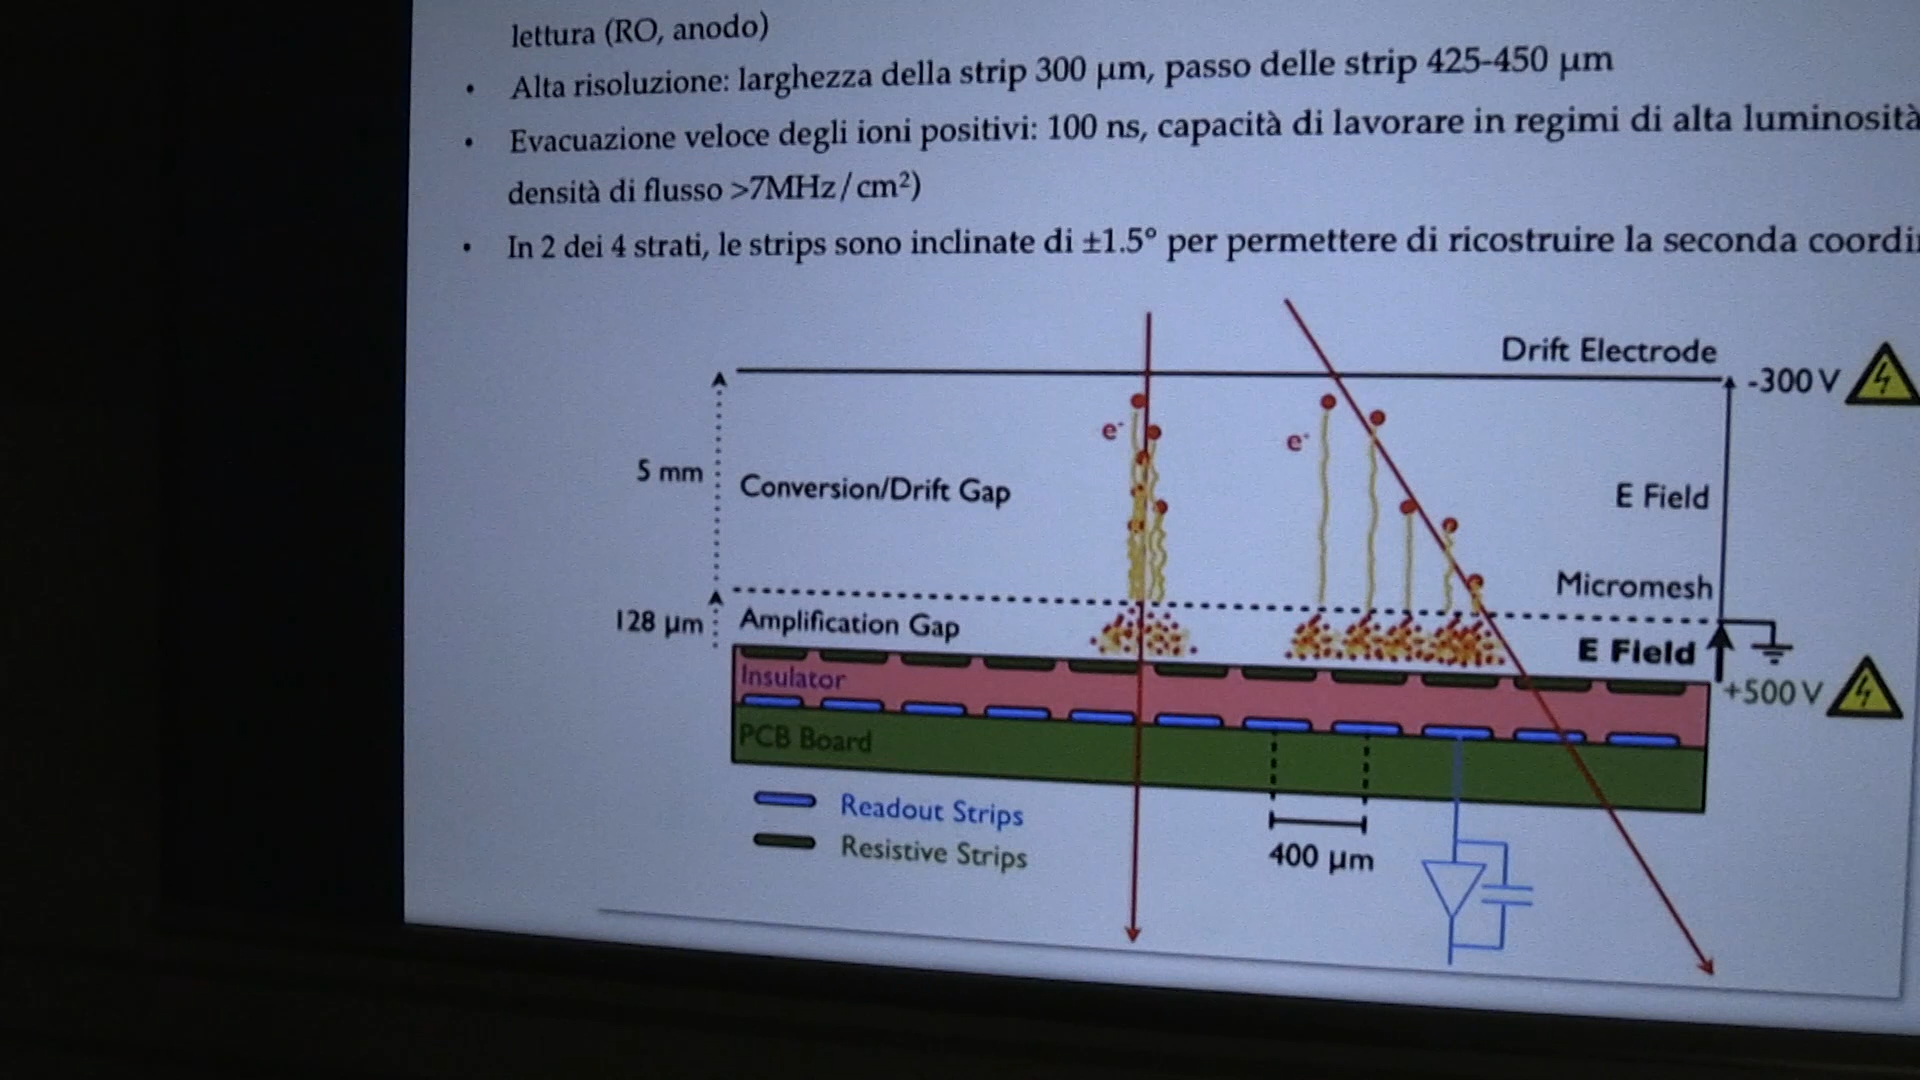 lettura (RO, anodo)
• Alta risoluzione: larghezza della strip 300 µm, passo delle strip 425-450 µm
• Evacuazione veloce degli ioni positivi: 100 ns, capacità di lavorare in regimi di alta luminosità
densità di flusso >7MHz/cm²)
• In 2 dei 4 strati, le strips sono inclinate di ±1.5° per permettere di ricostruire la seconda coordi
Drift Electrode
-300 V
e⁻
e⁻
5 mm
Conversion/Drift Gap
E Field
Micromesh
128 µm
Amplification Gap
E Field
+500 V
Insulator
PCB Board
Readout Strips
Resistive Strips
400 µm